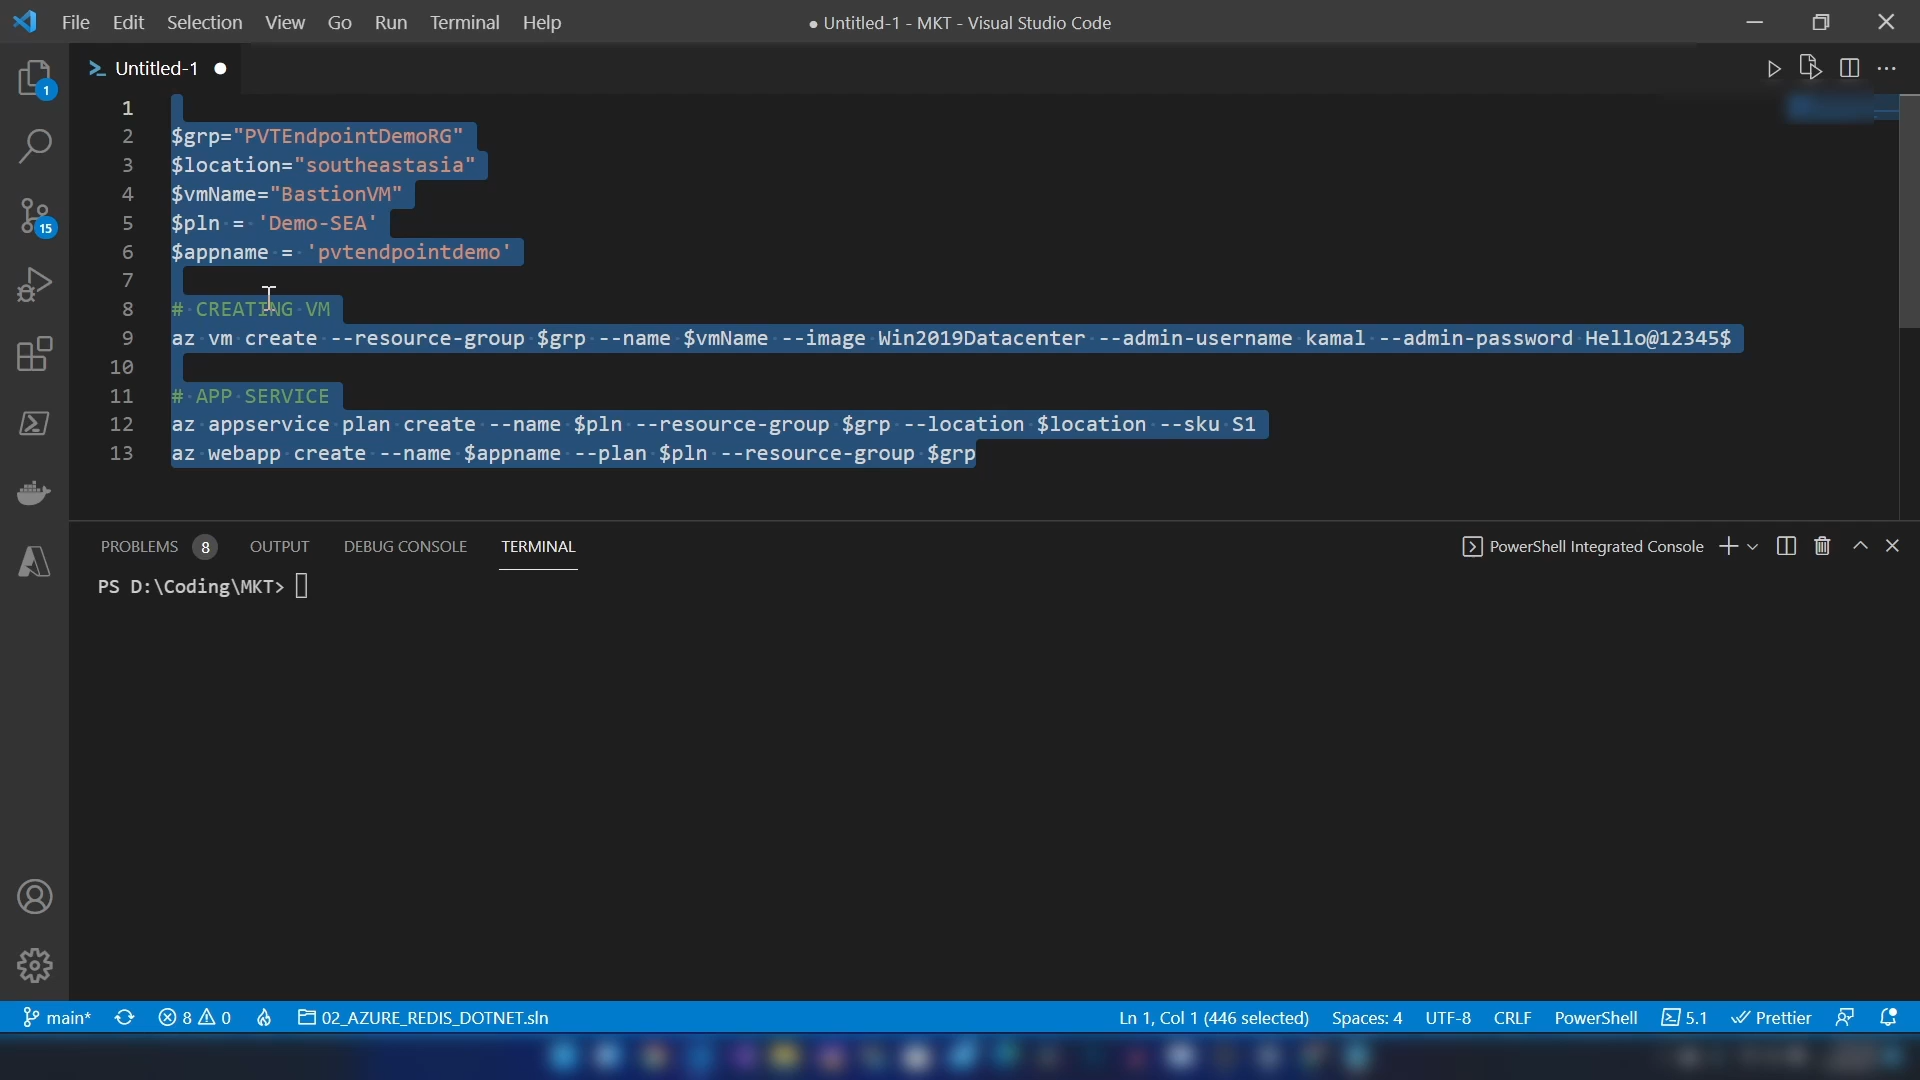 File Edit Selection View Go Run Terminal Help
● Untitled-1 - MKT - Visual Studio Code
Untitled-1
1
1
2 $grp="PVTEndpointDemoRG"
3 $location="southeastasia"
4 $vmName="BastionVM"
15
5 $pln = 'Demo-SEA'
6 $appname = 'pvtendpointdemo'
7
8 # CREATING VM
9 az vm create --resource-group $grp --name $vmName --image Win2019Datacenter --admin-username kamal --admin-password Hello@12345$
10
11 # APP SERVICE
12 az appservice plan create --name $pln --resource-group $grp --location $location --sku S1
13 az webapp create --name $appname --plan $pln --resource-group $grp
PROBLEMS 8 OUTPUT DEBUG CONSOLE TERMINAL PowerShell Integrated Console
PS D:\Coding\MKT>
main* 8 0 02_AZURE_REDIS_DOTNET.sln Ln 1, Col 1 (446 selected) Spaces: 4 UTF-8 CRLF PowerShell 5.1 Prettier